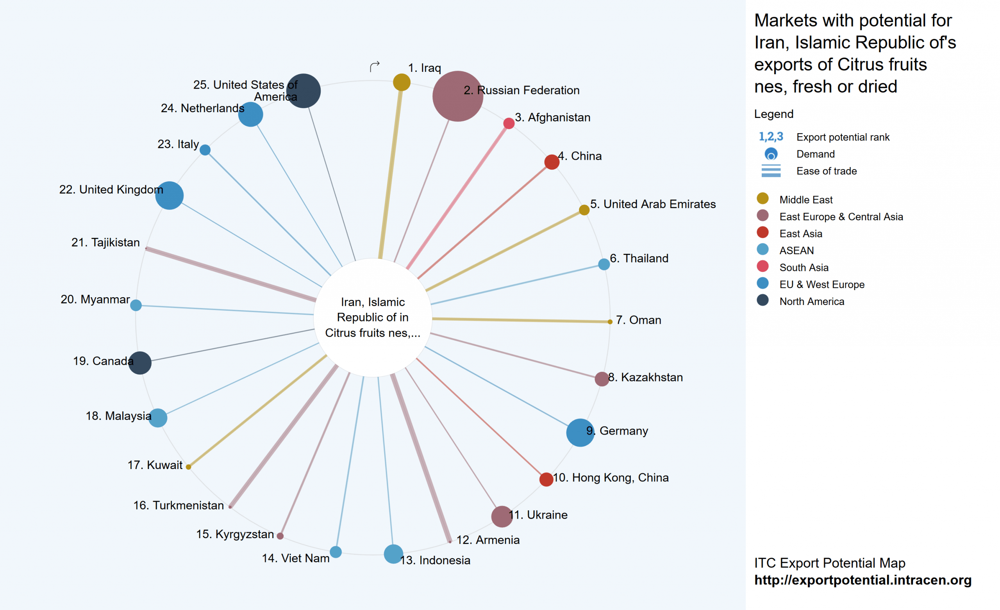 Markets with potential for
Iran, Islamic Republic of's
exports of Citrus fruits
nes, fresh or dried
Legend
1,2,3 Export potential rank
Demand
Ease of trade
Middle East
East Europe & Central Asia
East Asia
ASEAN
South Asia
EU & West Europe
North America
1. Iraq
2. Russian Federation
3. Afghanistan
4. China
5. United Arab Emirates
6. Thailand
7. Oman
8. Kazakhstan
9. Germany
10. Hong Kong, China
11. Ukraine
12. Armenia
13. Indonesia
14. Viet Nam
15. Kyrgyzstan
16. Turkmenistan
17. Kuwait
18. Malaysia
19. Canada
20. Myanmar
21. Tajikistan
22. United Kingdom
23. Italy
24. Netherlands
25. United States of
America
Iran, Islamic
Republic of in
Citrus fruits nes,...
ITC Export Potential Map
http://exportpotential.intracen.org